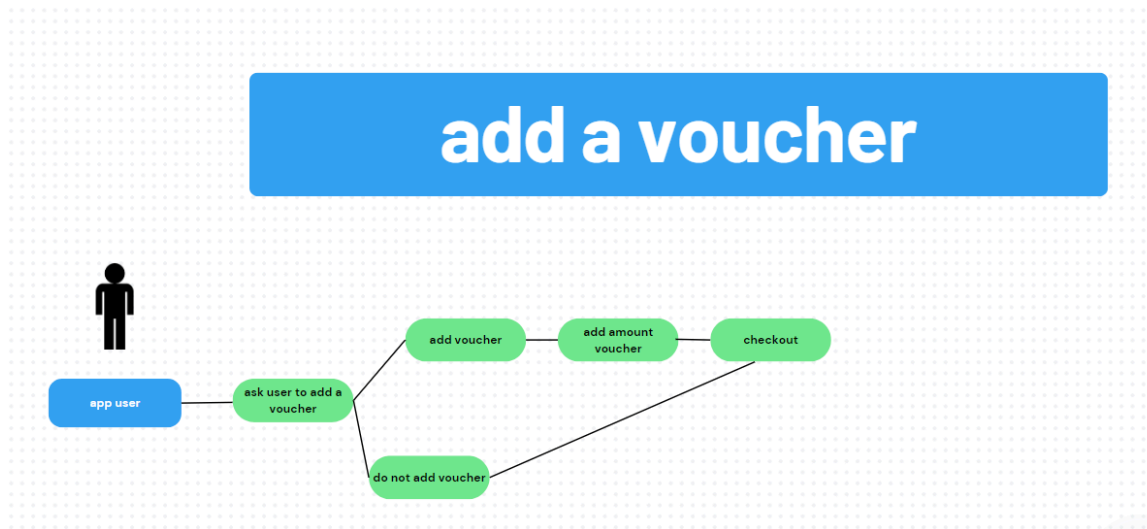 add a voucher
app user
ask user to add a
voucher
add voucher
add amount
voucher
checkout
do not add voucher